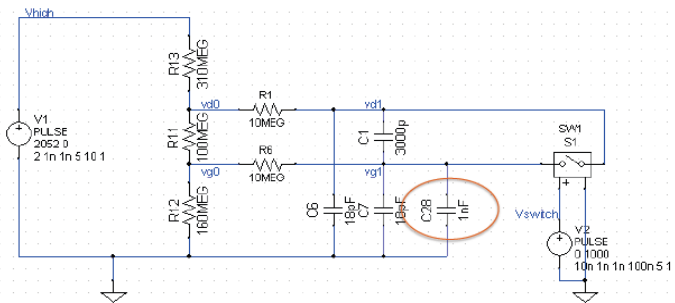 Vhigh
R13
310MEG
vd0
R1
10MEG
vd1
V1
PULSE
2052 0
2 1n 1n 5 10 1
R11
100MEG
C1
3000p
SWM
S1
vg0
R6
10MEG
vg1
R12
160MEG
C6
18pF
C7
18pF
C28
1nF
+
Vswitch
V2
PULSE
0 1000
10n 1n 1n 100n 5 1